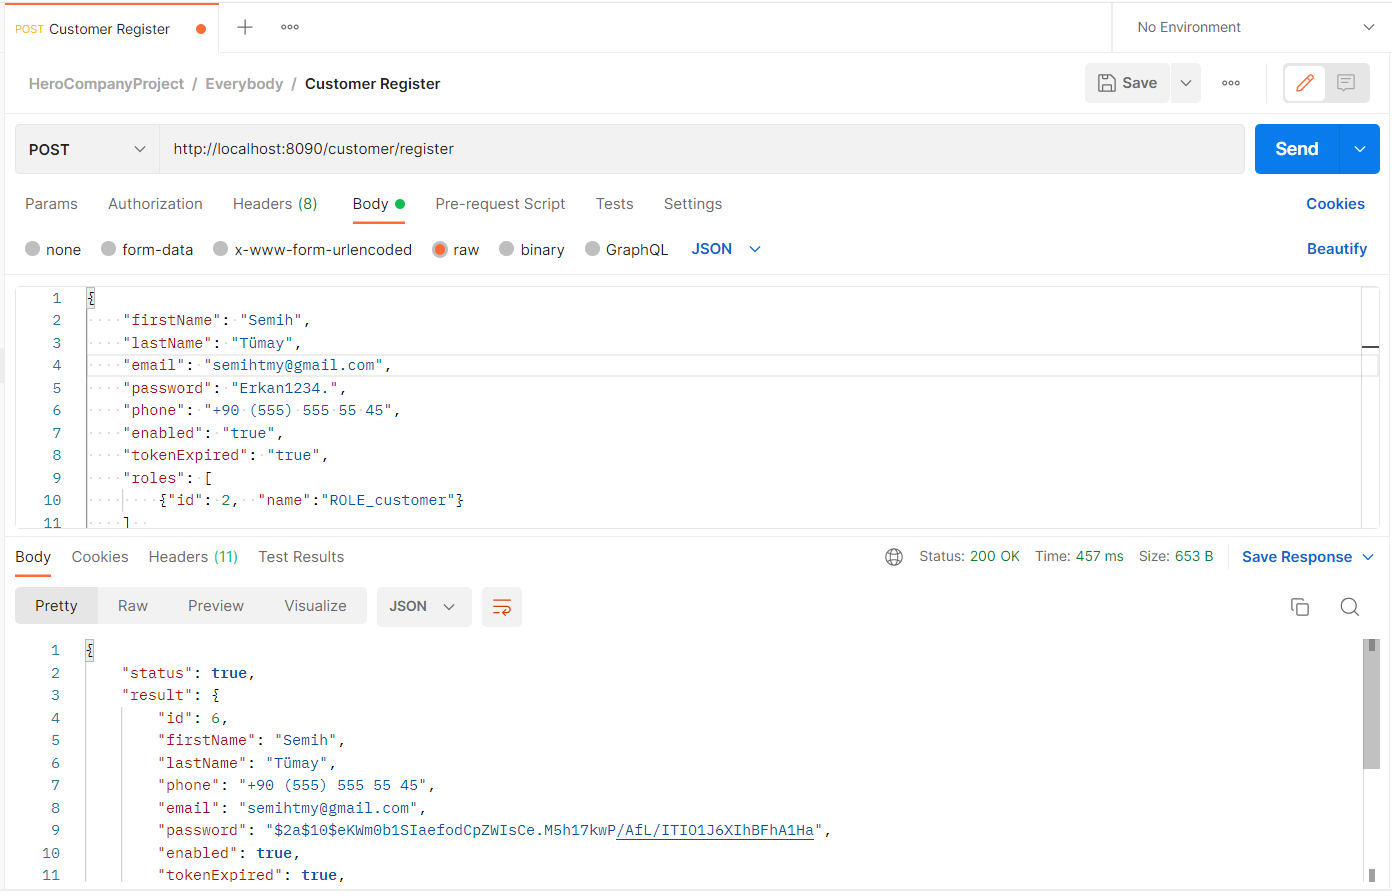 POST Customer Register
No Environment
HeroCompanyProject / Everybody / Customer Register
Save
POST
http://localhost:8090/customer/register
Send
Params Authorization Headers (8) Body Pre-request Script Tests Settings
Cookies
none form-data x-www-form-urlencoded raw binary GraphQL JSON
Beautify
1 {
2 "firstName": "Semih",
3 "lastName": "Tümay",
4 "email": "semihtmy@gmail.com",
5 "password": "Erkan1234.",
6 "phone": "+90 (555) 555 55 45",
7 "enabled": "true",
8 "tokenExpired": "true",
9 "roles": [
10 {"id": 2, "name":"ROLE_customer"}
11 ]
Body Cookies Headers (11) Test Results
Status: 200 OK Time: 457 ms Size: 653 B
Save Response
Pretty Raw Preview Visualize JSON
1 {
2 "status": true,
3 "result": {
4 "id": 6,
5 "firstName": "Semih",
6 "lastName": "Tümay",
7 "phone": "+90 (555) 555 55 45",
8 "email": "semihtmy@gmail.com",
9 "password": "$2a$10$eKWm0b1SIaefodCpZWIsCe.M5h17kwP/AfL/ITIO1J6XIhBFhA1Ha",
10 "enabled": true,
11 "tokenExpired": true,